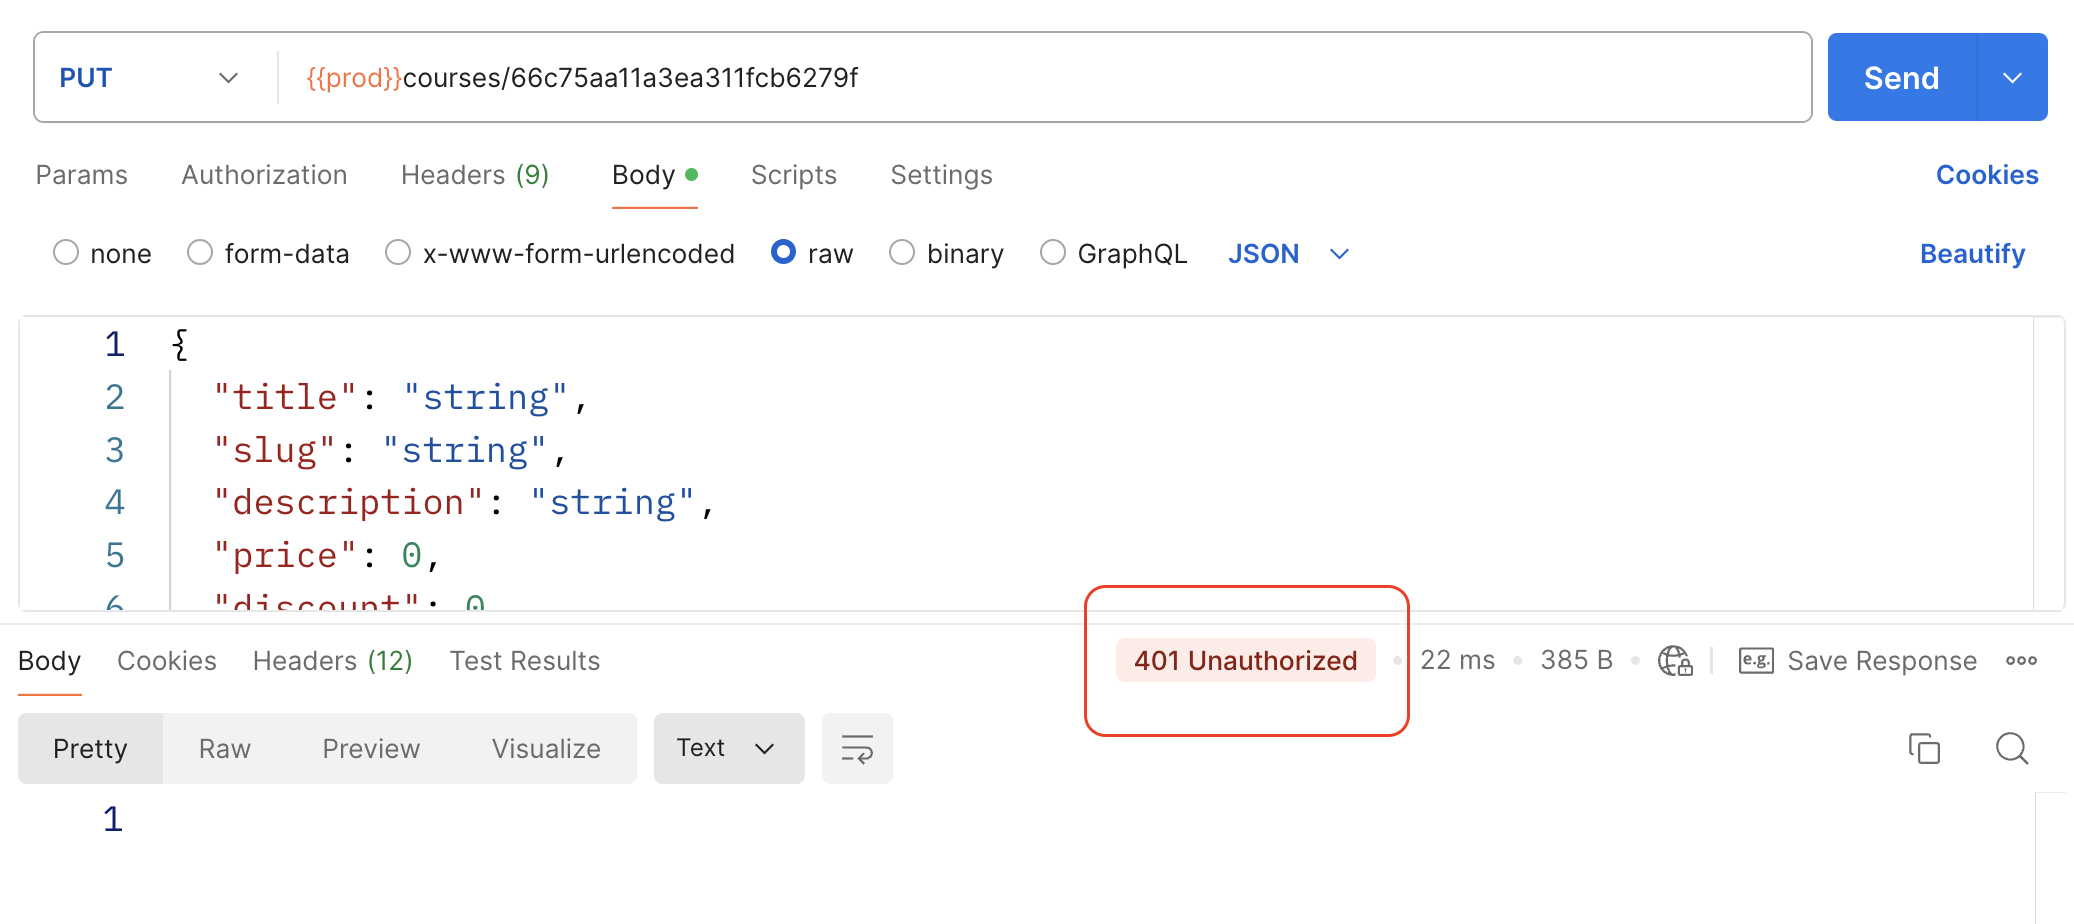 PUT {{prod}}courses/66c75aa11a3ea311fcb6279f Send
Params Authorization Headers (9) Body Scripts Settings Cookies
none form-data x-www-form-urlencoded raw binary GraphQL JSON Beautify
1 {
2 "title": "string",
3 "slug": "string",
4 "description": "string",
5 "price": 0,
6 "discount": 0
Body Cookies Headers (12) Test Results 401 Unauthorized 22 ms 385 B e.g. Save Response
Pretty Raw Preview Visualize Text
1